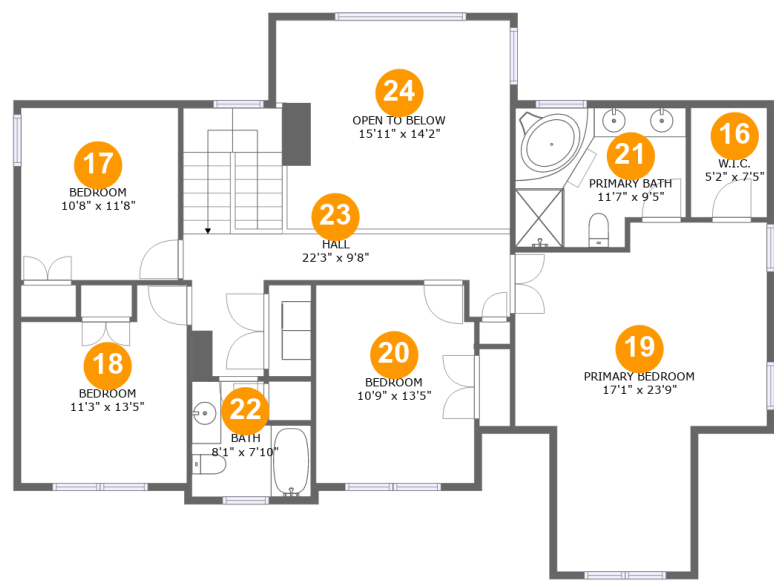 24
OPEN TO BELOW
15'11" x 14'2"
17
BEDROOM
10'8" x 11'8"
21
PRIMARY BATH
11'7" x 9'5"
16
W.I.C.
5'2" x 7'5"
23
HALL
22'3" x 9'8"
18
BEDROOM
11'3" x 13'5"
20
BEDROOM
10'9" x 13'5"
19
PRIMARY BEDROOM
17'1" x 23'9"
22
BATH
8'1" x 7'10"